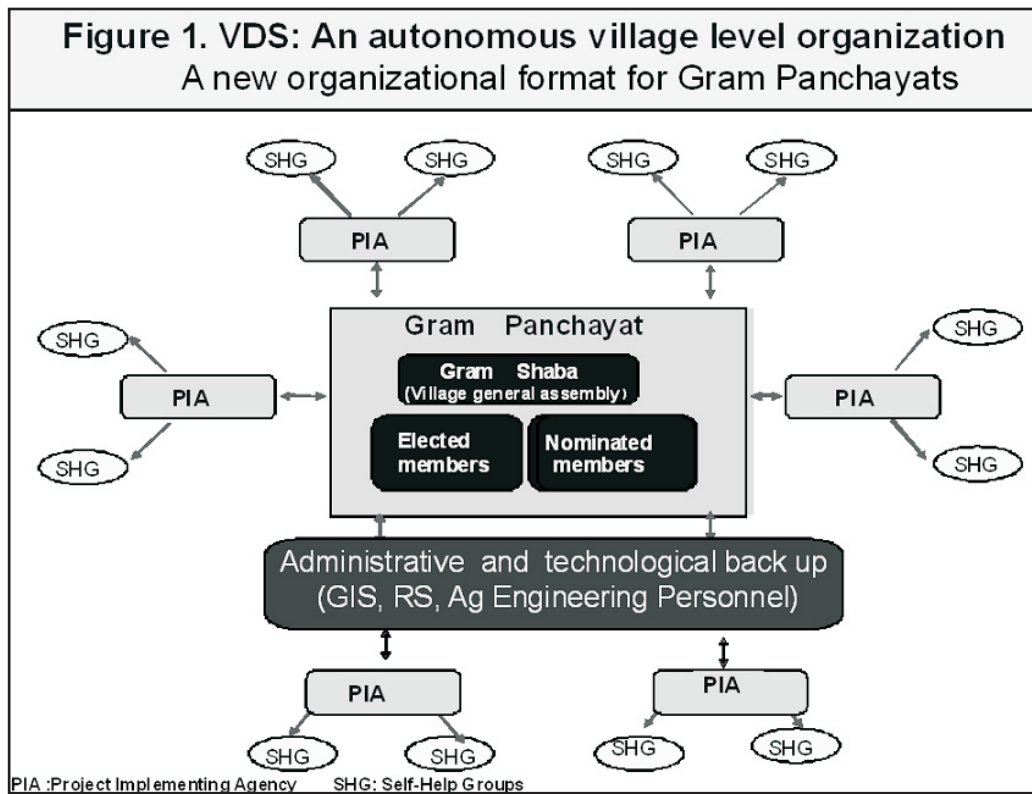 Figure 1. VDS: An autonomous village level organization
A new organizational format for Gram Panchayats
SHG
SHG
SHG
SHG
PIA
PIA
Gram Panchayat
Gram Shaba
(Village general assembly)
Elected
members
Nominated
members
SHG
PIA
SHG
SHG
PIA
SHG
Administrative and technological back up
(GIS, RS, Ag Engineering Personnel)
PIA
PIA
SHG
SHG
SHG
SHG
PIA :Project Implementing Agency SHG: Self-Help Groups